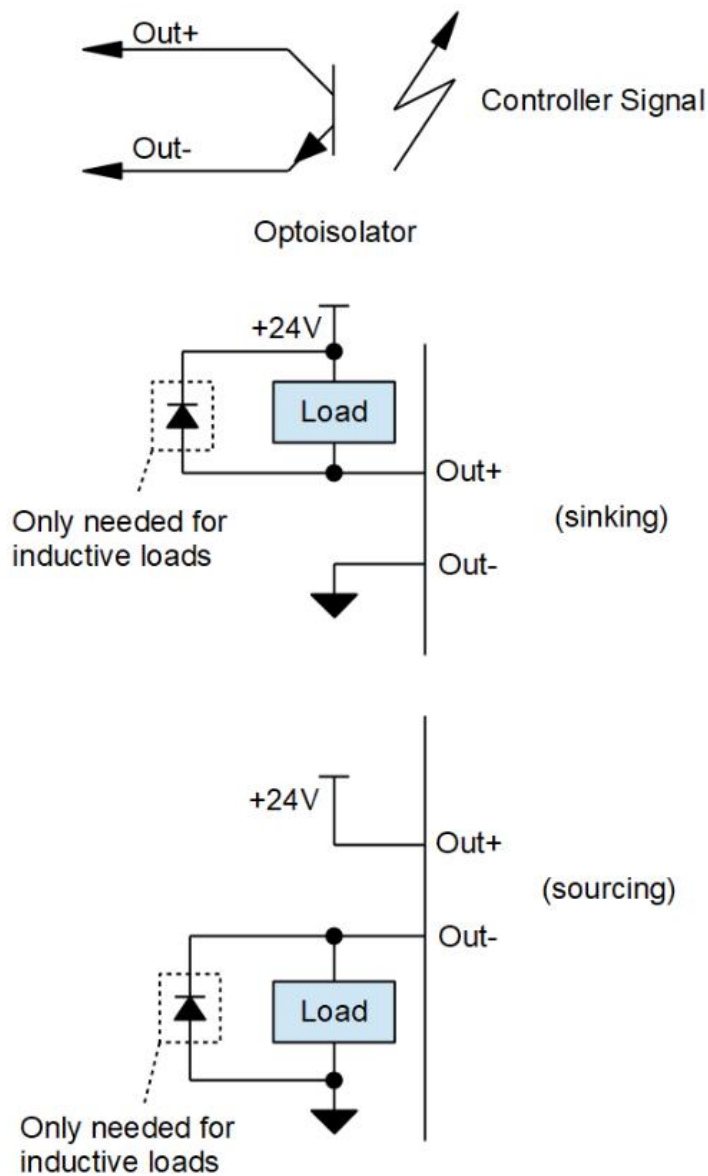 Out+
Controller Signal
Out-
Optoisolator
+24V
Load
Out+
Only needed for
inductive loads
(sinking)
Out-
+24V
Out+
(sourcing)
Out-
Load
Only needed for
inductive loads